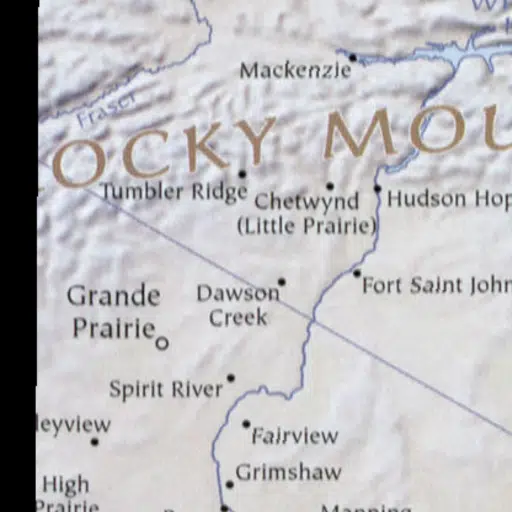 Mackenzie
Fraser
OCKY MOU
Tumbler Ridge
Chetwynd
(Little Prairie)
Hudson Hop
Fort Saint John
Dawson
Creek
Grande
Prairie
Spirit River
leyview
Fairview
Grimshaw
High
Prairie
Manning